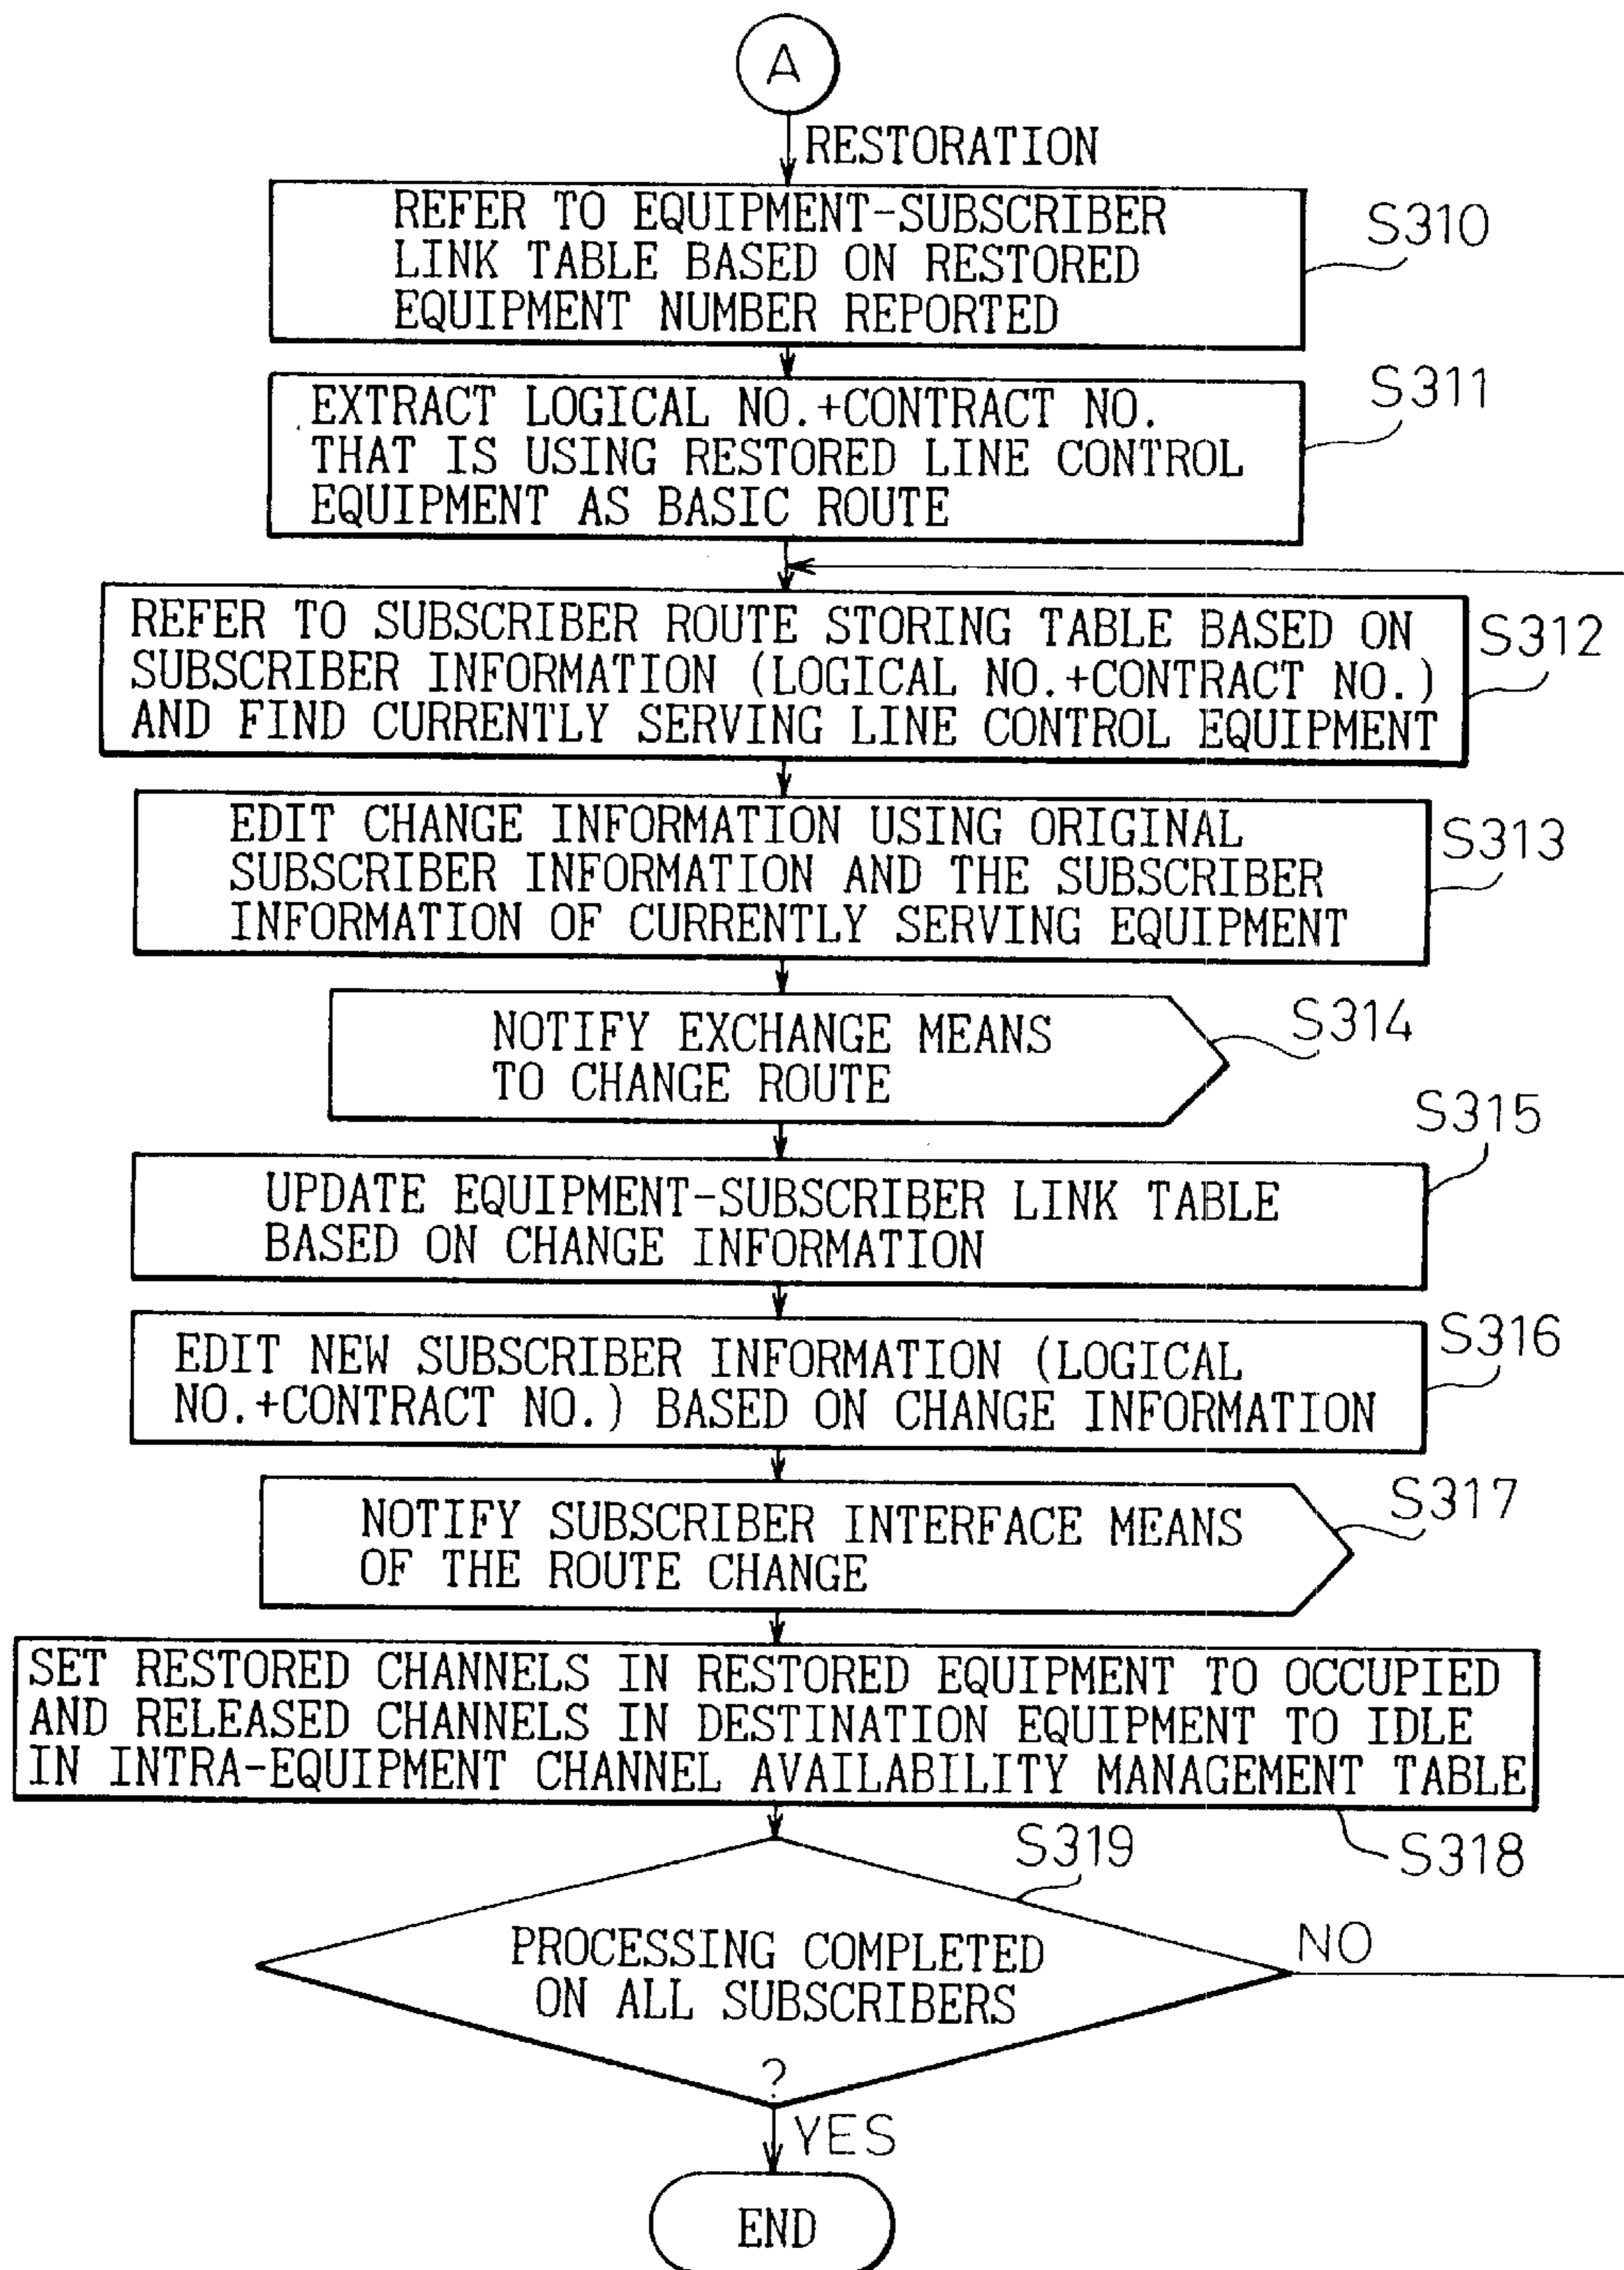 A
RESTORATION
REFER TO EQUIPMENT-SUBSCRIBER
LINK TABLE BASED ON RESTORED
EQUIPMENT NUMBER REPORTED
S310
EXTRACT LOGICAL NO.+CONTRACT NO.
THAT IS USING RESTORED LINE CONTROL
EQUIPMENT AS BASIC ROUTE
S311
REFER TO SUBSCRIBER ROUTE STORING TABLE BASED ON
SUBSCRIBER INFORMATION (LOGICAL NO.+CONTRACT NO.)
AND FIND CURRENTLY SERVING LINE CONTROL EQUIPMENT
S312
EDIT CHANGE INFORMATION USING ORIGINAL
SUBSCRIBER INFORMATION AND THE SUBSCRIBER
INFORMATION OF CURRENTLY SERVING EQUIPMENT
S313
NOTIFY EXCHANGE MEANS
TO CHANGE ROUTE
S314
UPDATE EQUIPMENT-SUBSCRIBER LINK TABLE
BASED ON CHANGE INFORMATION
S315
EDIT NEW SUBSCRIBER INFORMATION (LOGICAL
NO.+CONTRACT NO.) BASED ON CHANGE INFORMATION
S316
NOTIFY SUBSCRIBER INTERFACE MEANS
OF THE ROUTE CHANGE
S317
SET RESTORED CHANNELS IN RESTORED EQUIPMENT TO OCCUPIED
AND RELEASED CHANNELS IN DESTINATION EQUIPMENT TO IDLE
IN INTRA-EQUIPMENT CHANNEL AVAILABILITY MANAGEMENT TABLE
S318
S319
PROCESSING COMPLETED
ON ALL SUBSCRIBERS
?
NO
YES
END